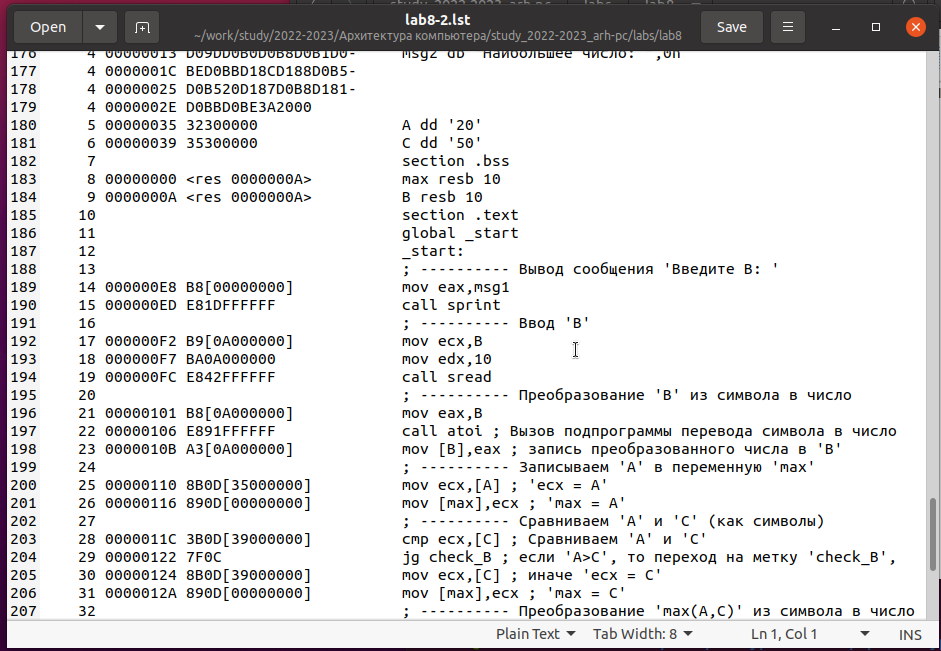 Open
lab8-2.lst
~/work/study/2022-2023/Архитектура компьютера/study_2022-2023_arh-pc/labs/lab8
Save
176 4 00000013 D09DD0B0D0B8D0B1D0- msg2 db "Наибольшее число: ",0h
177 4 0000001C BED0BBD18CD188D0B5-
178 4 00000025 D0B520D187D0B8D181-
179 4 0000002E D0BBD0BE3A2000
180 5 00000035 32300000 A dd '20'
181 6 00000039 35300000 C dd '50'
182 7 section .bss
183 8 00000000 <res 0000000A> max resb 10
184 9 0000000A <res 0000000A> B resb 10
185 10 section .text
186 11 global _start
187 12 _start:
188 13 ; ---------- Вывод сообщения 'Введите B: '
189 14 000000E8 B8[00000000] mov eax,msg1
190 15 000000ED E81DFFFFFF call sprint
191 16 ; ---------- Ввод 'B'
192 17 000000F2 B9[0A000000] mov ecx,B
193 18 000000F7 BA0A000000 mov edx,10
194 19 000000FC E842FFFFFF call sread
195 20 ; ---------- Преобразование 'B' из символа в число
196 21 00000101 B8[0A000000] mov eax,B
197 22 00000106 E891FFFFFF call atoi ; Вызов подпрограммы перевода символа в число
198 23 0000010B A3[0A000000] mov [B],eax ; запись преобразованного числа в 'B'
199 24 ; ---------- Записываем 'A' в переменную 'max'
200 25 00000110 8B0D[35000000] mov ecx,[A] ; 'ecx = A'
201 26 00000116 890D[00000000] mov [max],ecx ; 'max = A'
202 27 ; ---------- Сравниваем 'A' и 'С' (как символы)
203 28 0000011C 3B0D[39000000] cmp ecx,[C] ; Сравниваем 'A' и 'С'
204 29 00000122 7F0C jg check_B ; если 'A>C', то переход на метку 'check_B',
205 30 00000124 8B0D[39000000] mov ecx,[C] ; иначе 'ecx = C'
206 31 0000012A 890D[00000000] mov [max],ecx ; 'max = C'
207 32 ; ---------- Преобразование 'max(A,C)' из символа в число
Plain Text Tab Width: 8 Ln 1, Col 1 INS